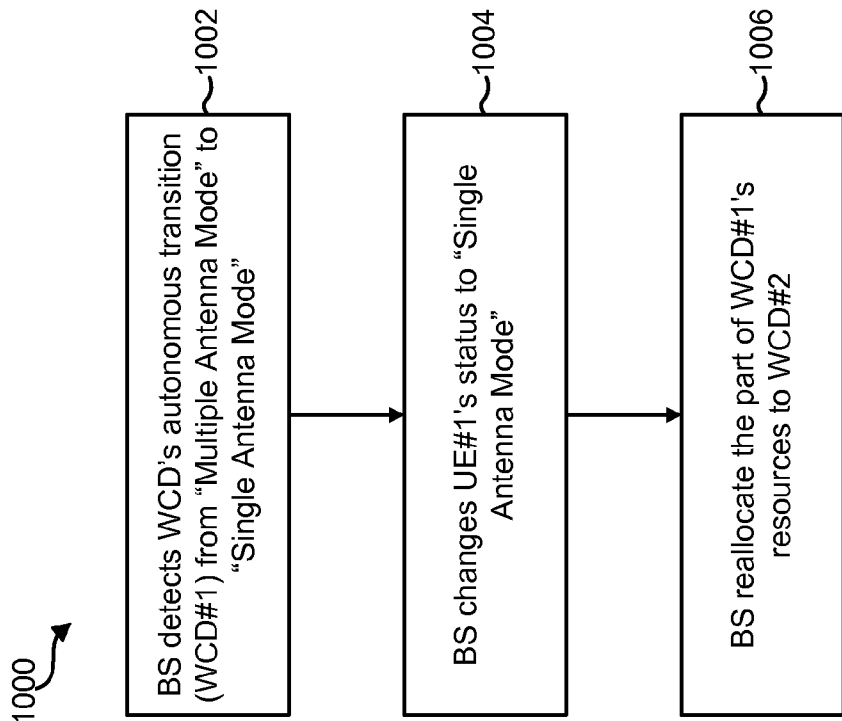 1000
BS detects WCD's autonomous transition
(WCD#1) from "Multiple Antenna Mode" to
"Single Antenna Mode"
1002
BS changes UE#1's status to "Single
Antenna Mode"
1004
BS reallocate the part of WCD#1's
resources to WCD#2
1006